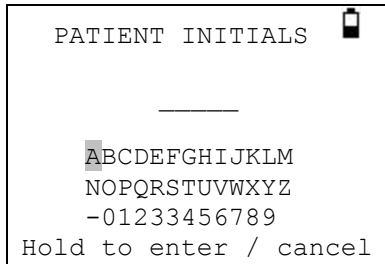 PATIENT INITIALS
_____
ABCDEFGHIJKLM
NOPQRSTUVWXYZ
-01233456789
Hold to enter / cancel